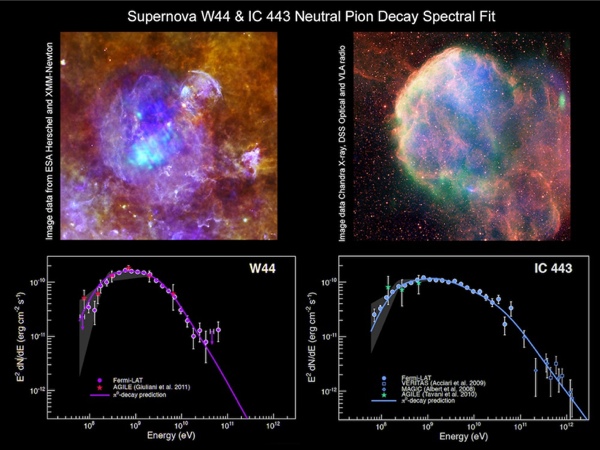 Supernova W44 & IC 443 Neutral Pion Decay Spectral Fit
Image data from ESA Herschel and XMM-Newton
Image data Chandra X-ray, DSS Optical and VLA radio
W44
E² dN/dE (erg cm⁻² s⁻¹)
10⁻¹⁰
10⁻¹¹
10⁻¹²
Fermi-LAT
AGILE (Giuliani et al. 2011)
π⁰-decay prediction
10⁸ 10⁹ 10¹⁰ 10¹¹ 10¹²
Energy (eV)
IC 443
E² dN/dE (erg cm⁻² s⁻¹)
10⁻¹⁰
10⁻¹¹
10⁻¹²
Fermi-LAT
VERITAS (Acciari et al. 2009)
MAGIC (Albert et al. 2008)
AGILE (Tavani et al. 2010)
π⁰-decay prediction
10⁸ 10⁹ 10¹⁰ 10¹¹ 10¹²
Energy (eV)